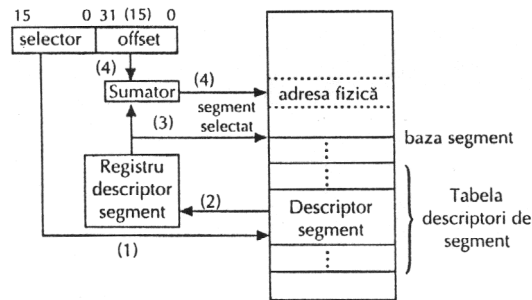 15 0 31 (15) 0
selector offset
(4)
Sumator
(4)
segment
selectat
(3)
adresa fizică
baza segment
Registru
descriptor
segment
(2)
Descriptor
segment
Tabela
descriptori de
segment
(1)